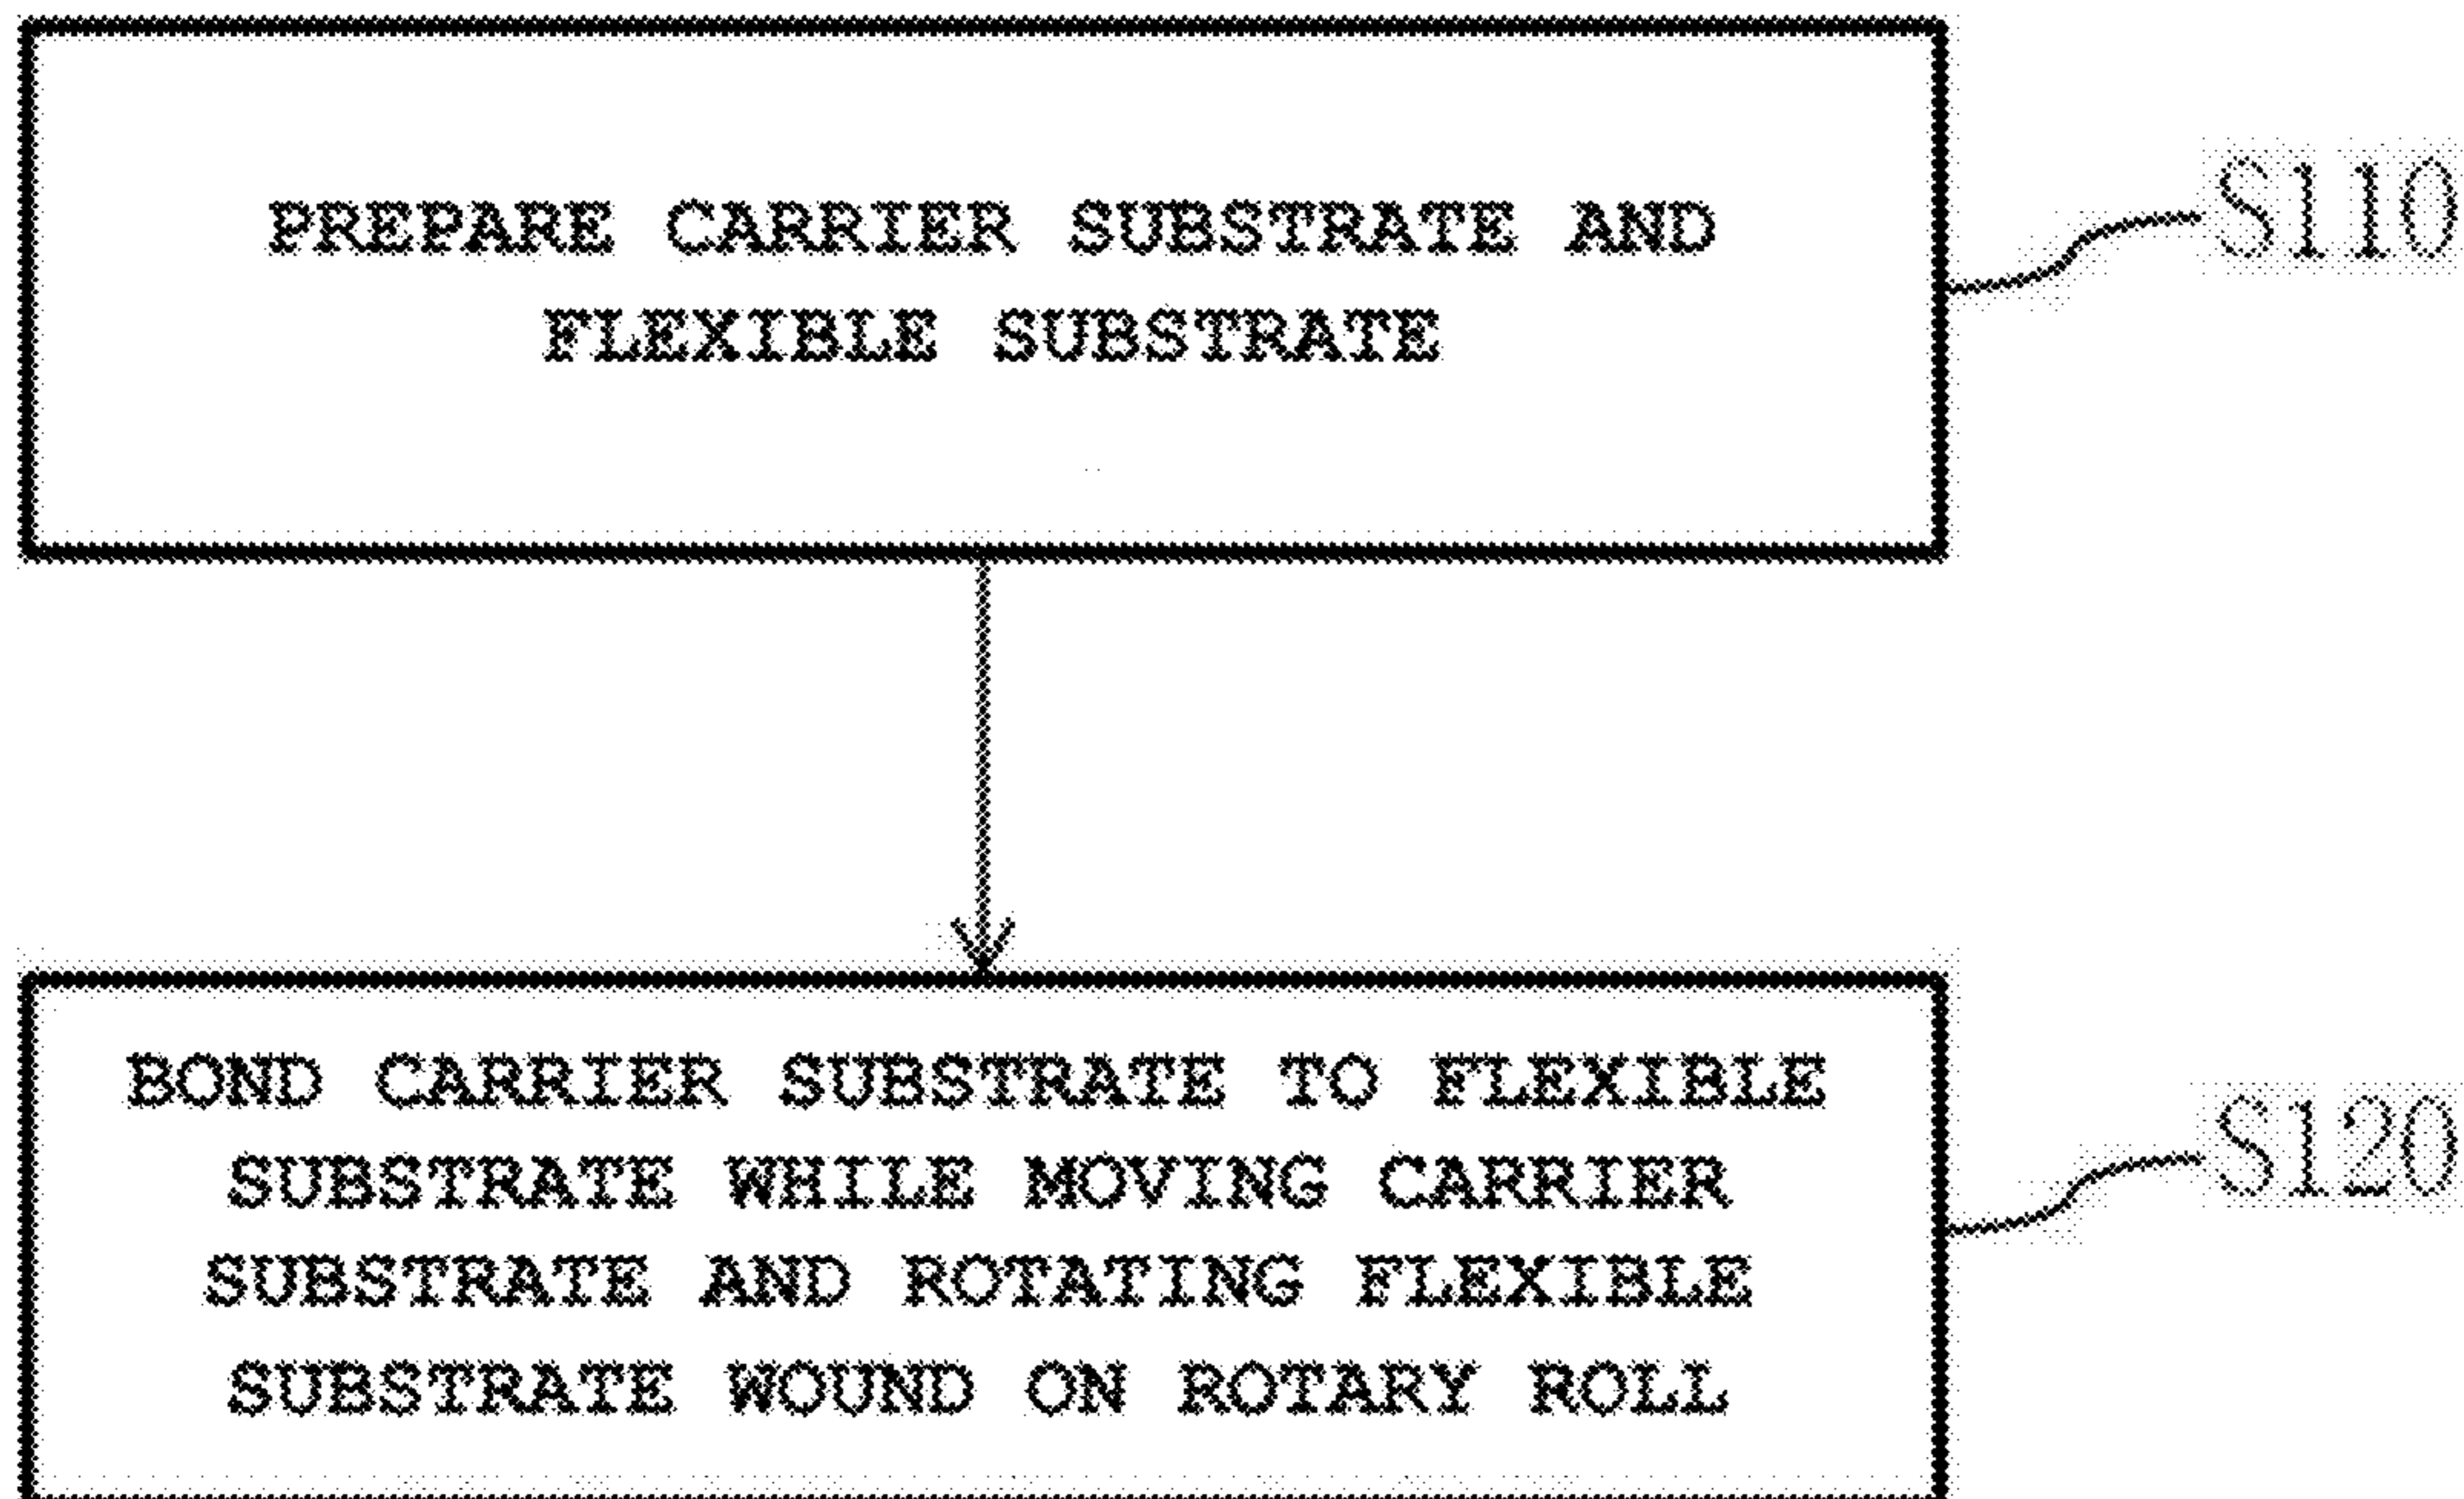 PREPARE CARRIER SUBSTRATE AND
FLEXIBLE SUBSTRATE
S110
BOND CARRIER SUBSTRATE TO FLEXIBLE
SUBSTRATE WHILE MOVING CARRIER
SUBSTRATE AND ROTATING FLEXIBLE
SUBSTRATE WOUND ON ROTARY ROLL
S120